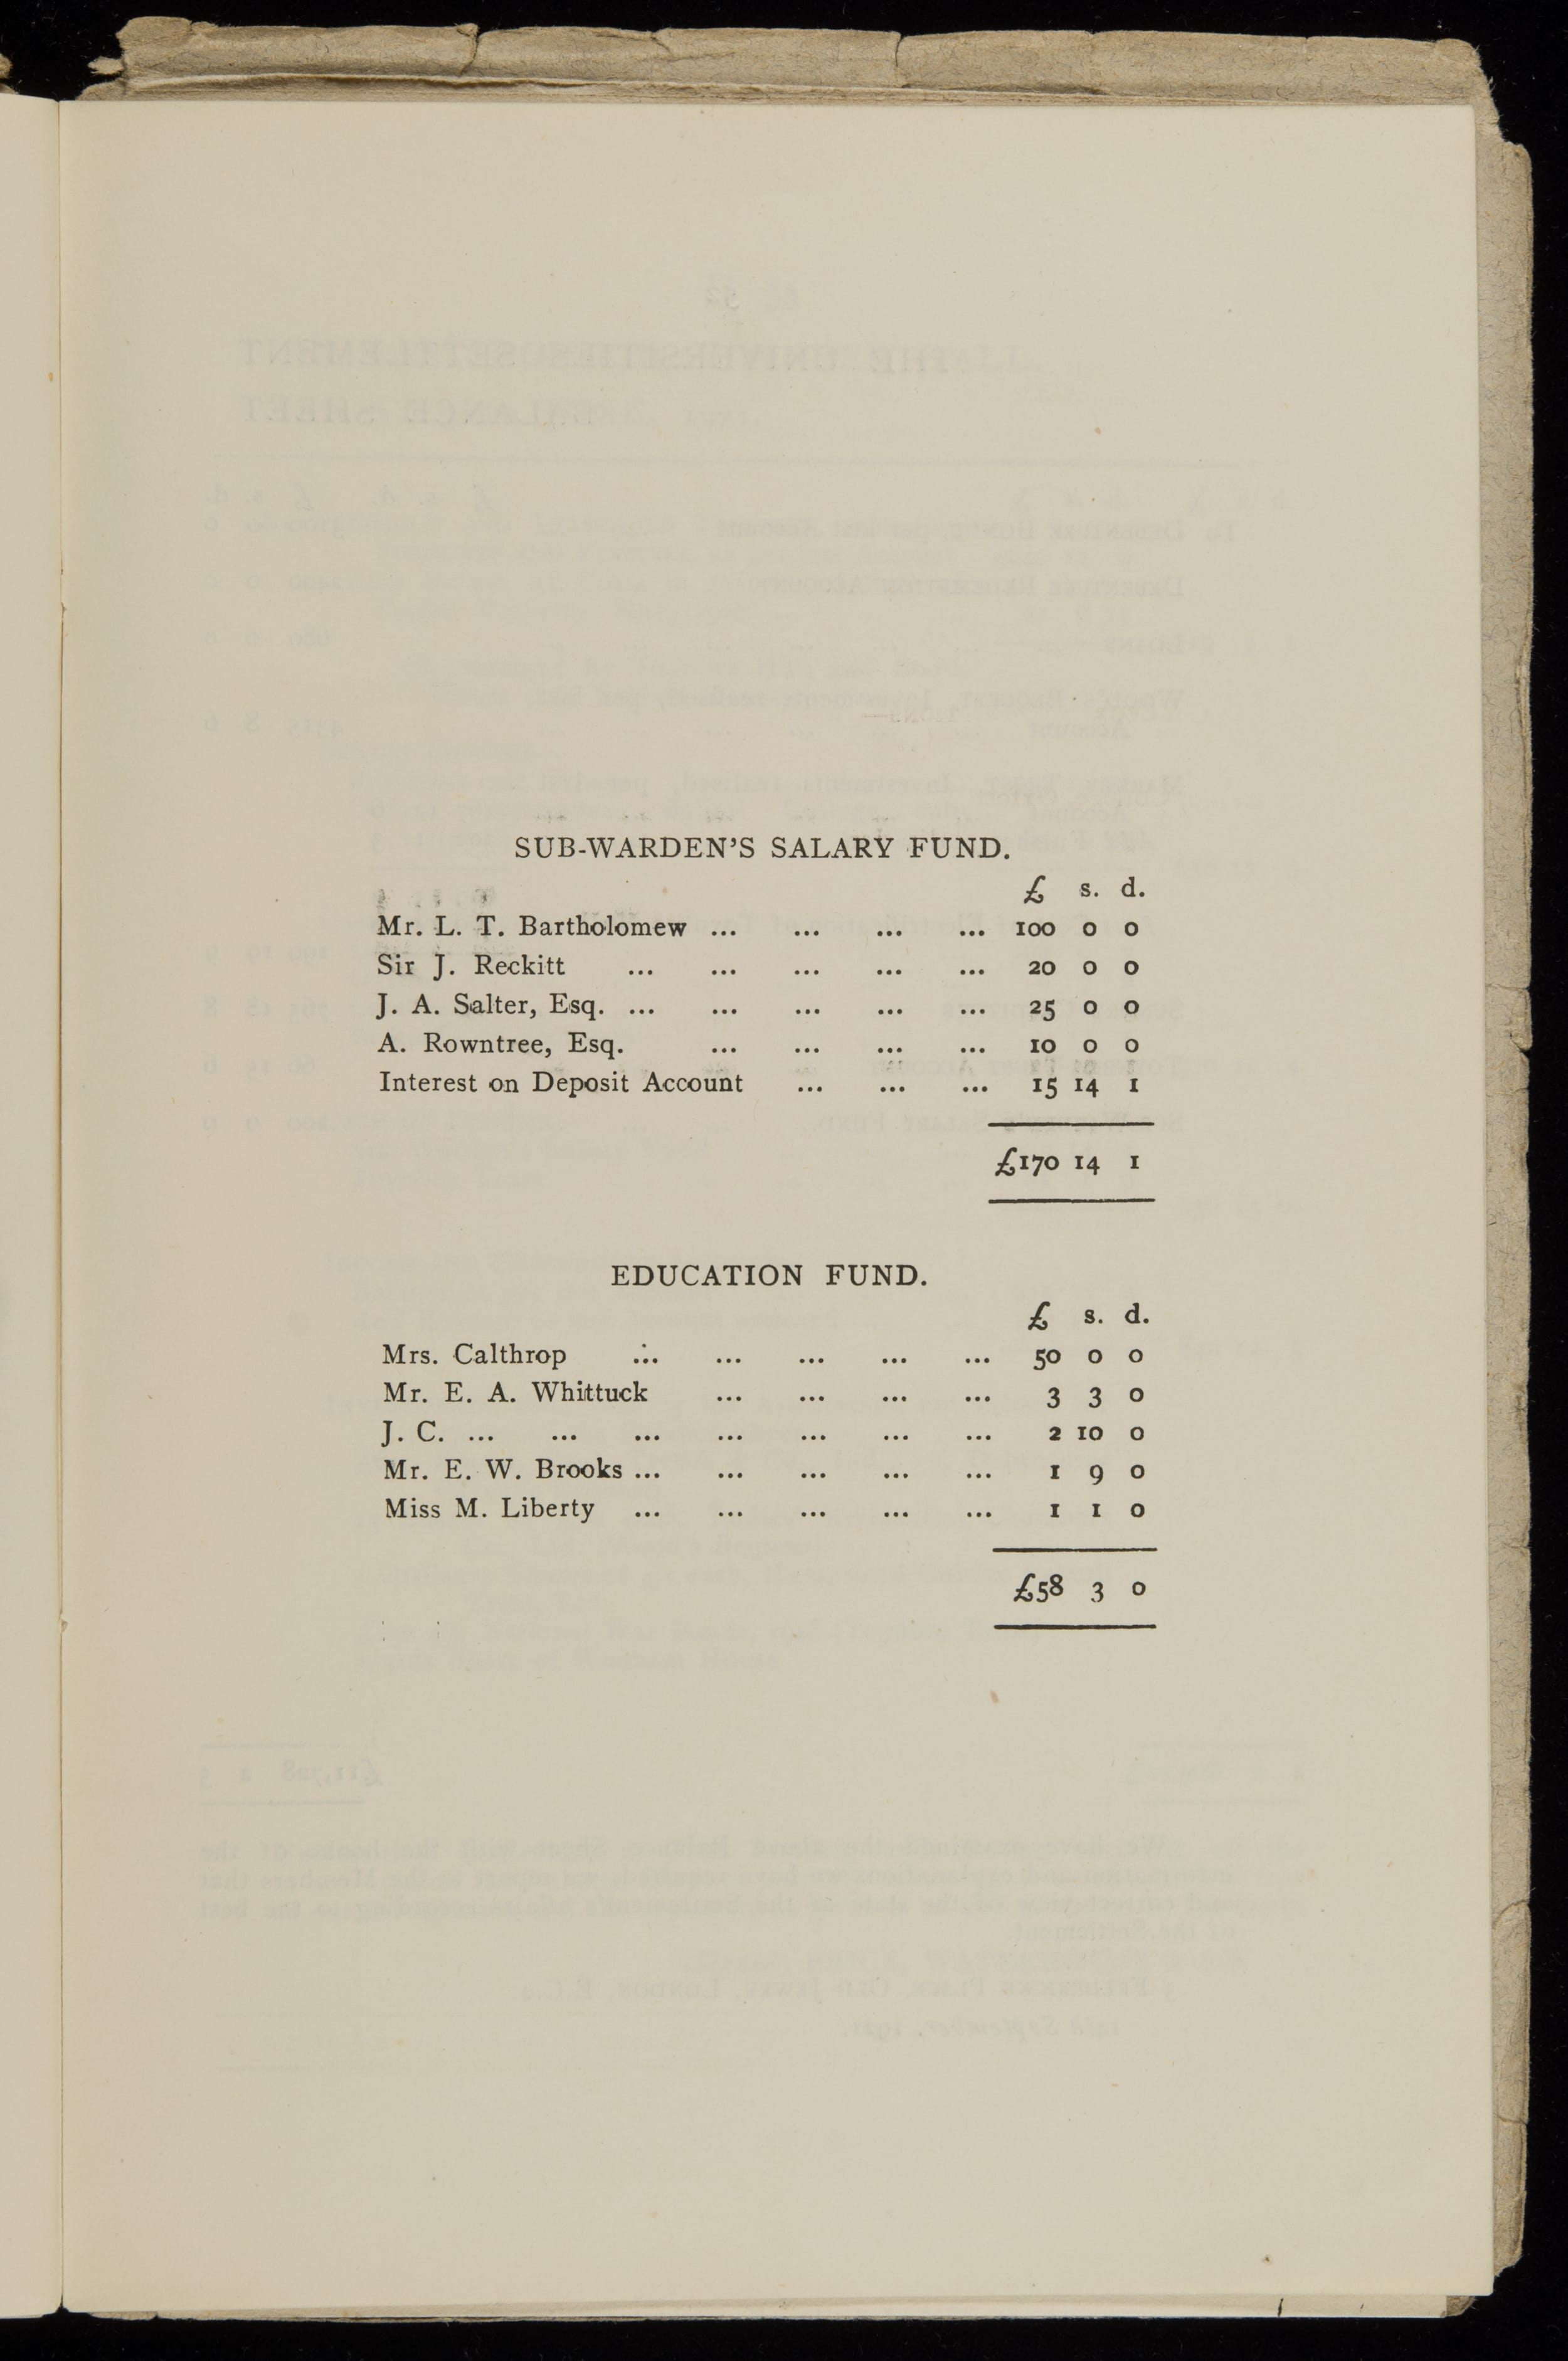 SUB-WARDEN'S SALARY FUND.
£ s. d.
Mr. L. T. Bartholomew ... ... ... ... 100 0 0
Sir J. Reckitt ... ... ... ... ... 20 0 0
J. A. Salter, Esq. ... ... ... ... ... 25 0 0
A. Rowntree, Esq. ... ... ... ... 10 0 0
Interest on Deposit Account ... ... ... 15 14 1
£170 14 1
EDUCATION FUND.
£ s. d.
Mrs. Calthrop ... ... ... ... ... 50 0 0
Mr. E. A. Whittuck ... ... ... ... 3 3 0
J. C. ... ... ... ... ... ... ... 2 10 0
Mr. E. W. Brooks ... ... ... ... ... 1 9 0
Miss M. Liberty ... ... ... ... ... 1 1 0
£58 3 0